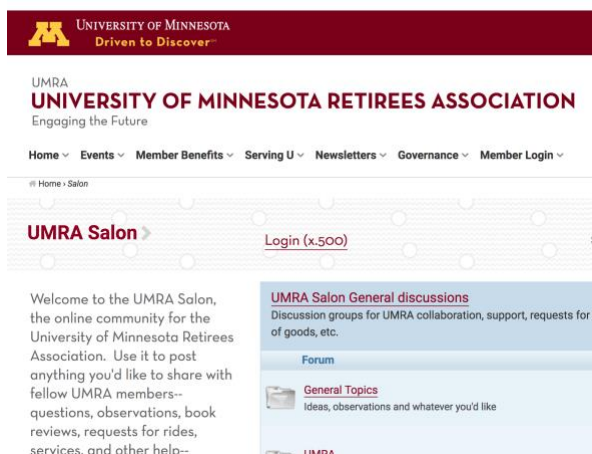 UNIVERSITY OF MINNESOTA
Driven to Discover
UMRA
UNIVERSITY OF MINNESOTA RETIREES ASSOCIATION
Engaging the Future
Home Events Member Benefits Serving U Newsletters Governance Member Login
Home › Salon
UMRA Salon
Login (x.500)
Welcome to the UMRA Salon,
the online community for the
University of Minnesota Retirees
Association. Use it to post
anything you'd like to share with
fellow UMRA members--
questions, observations, book
reviews, requests for rides,
services, and other help--
UMRA Salon General discussions
Discussion groups for UMRA collaboration, support, requests for
of goods, etc.
Forum
General Topics
Ideas, observations and whatever you'd like
UMRA